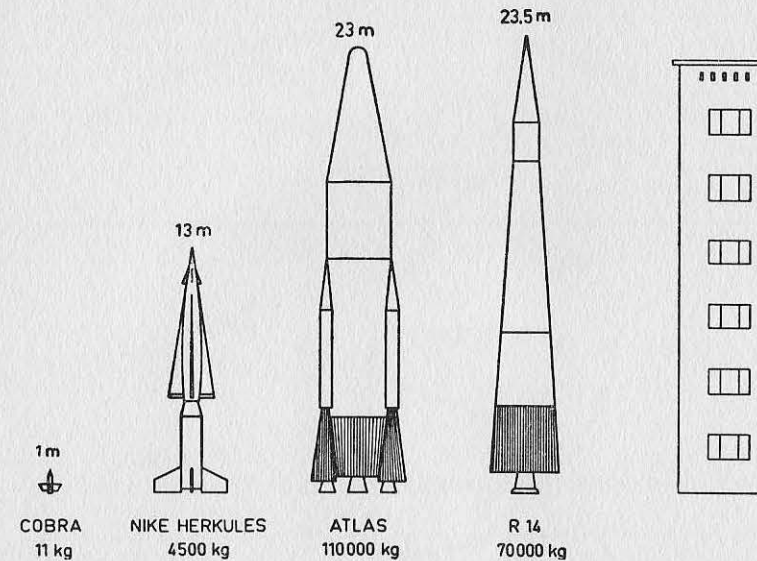 1 m
COBRA
11 kg
13 m
NIKE HERKULES
4500 kg
23 m
ATLAS
110000 kg
23,5 m
R 14
70000 kg